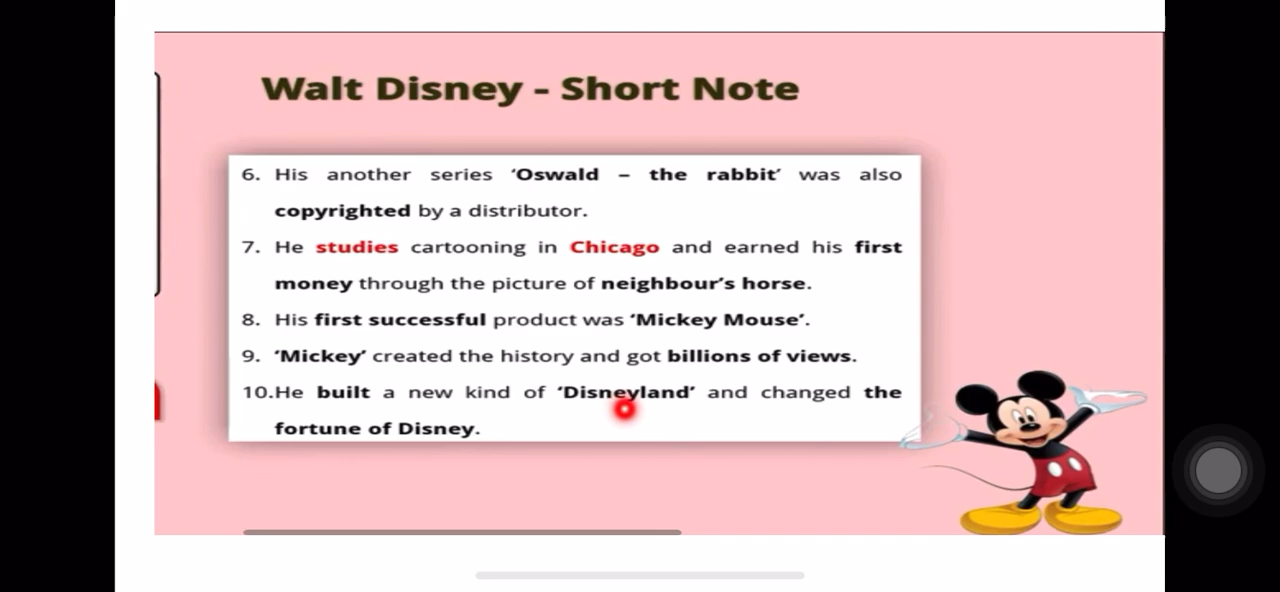 Walt Disney - Short Note
6. His another series ‘Oswald – the rabbit’ was also
copyrighted by a distributor.
7. He studies cartooning in Chicago and earned his first
money through the picture of neighbour’s horse.
8. His first successful product was ‘Mickey Mouse’.
9. ‘Mickey’ created the history and got billions of views.
10.He built a new kind of ‘Disneyland’ and changed the
fortune of Disney.